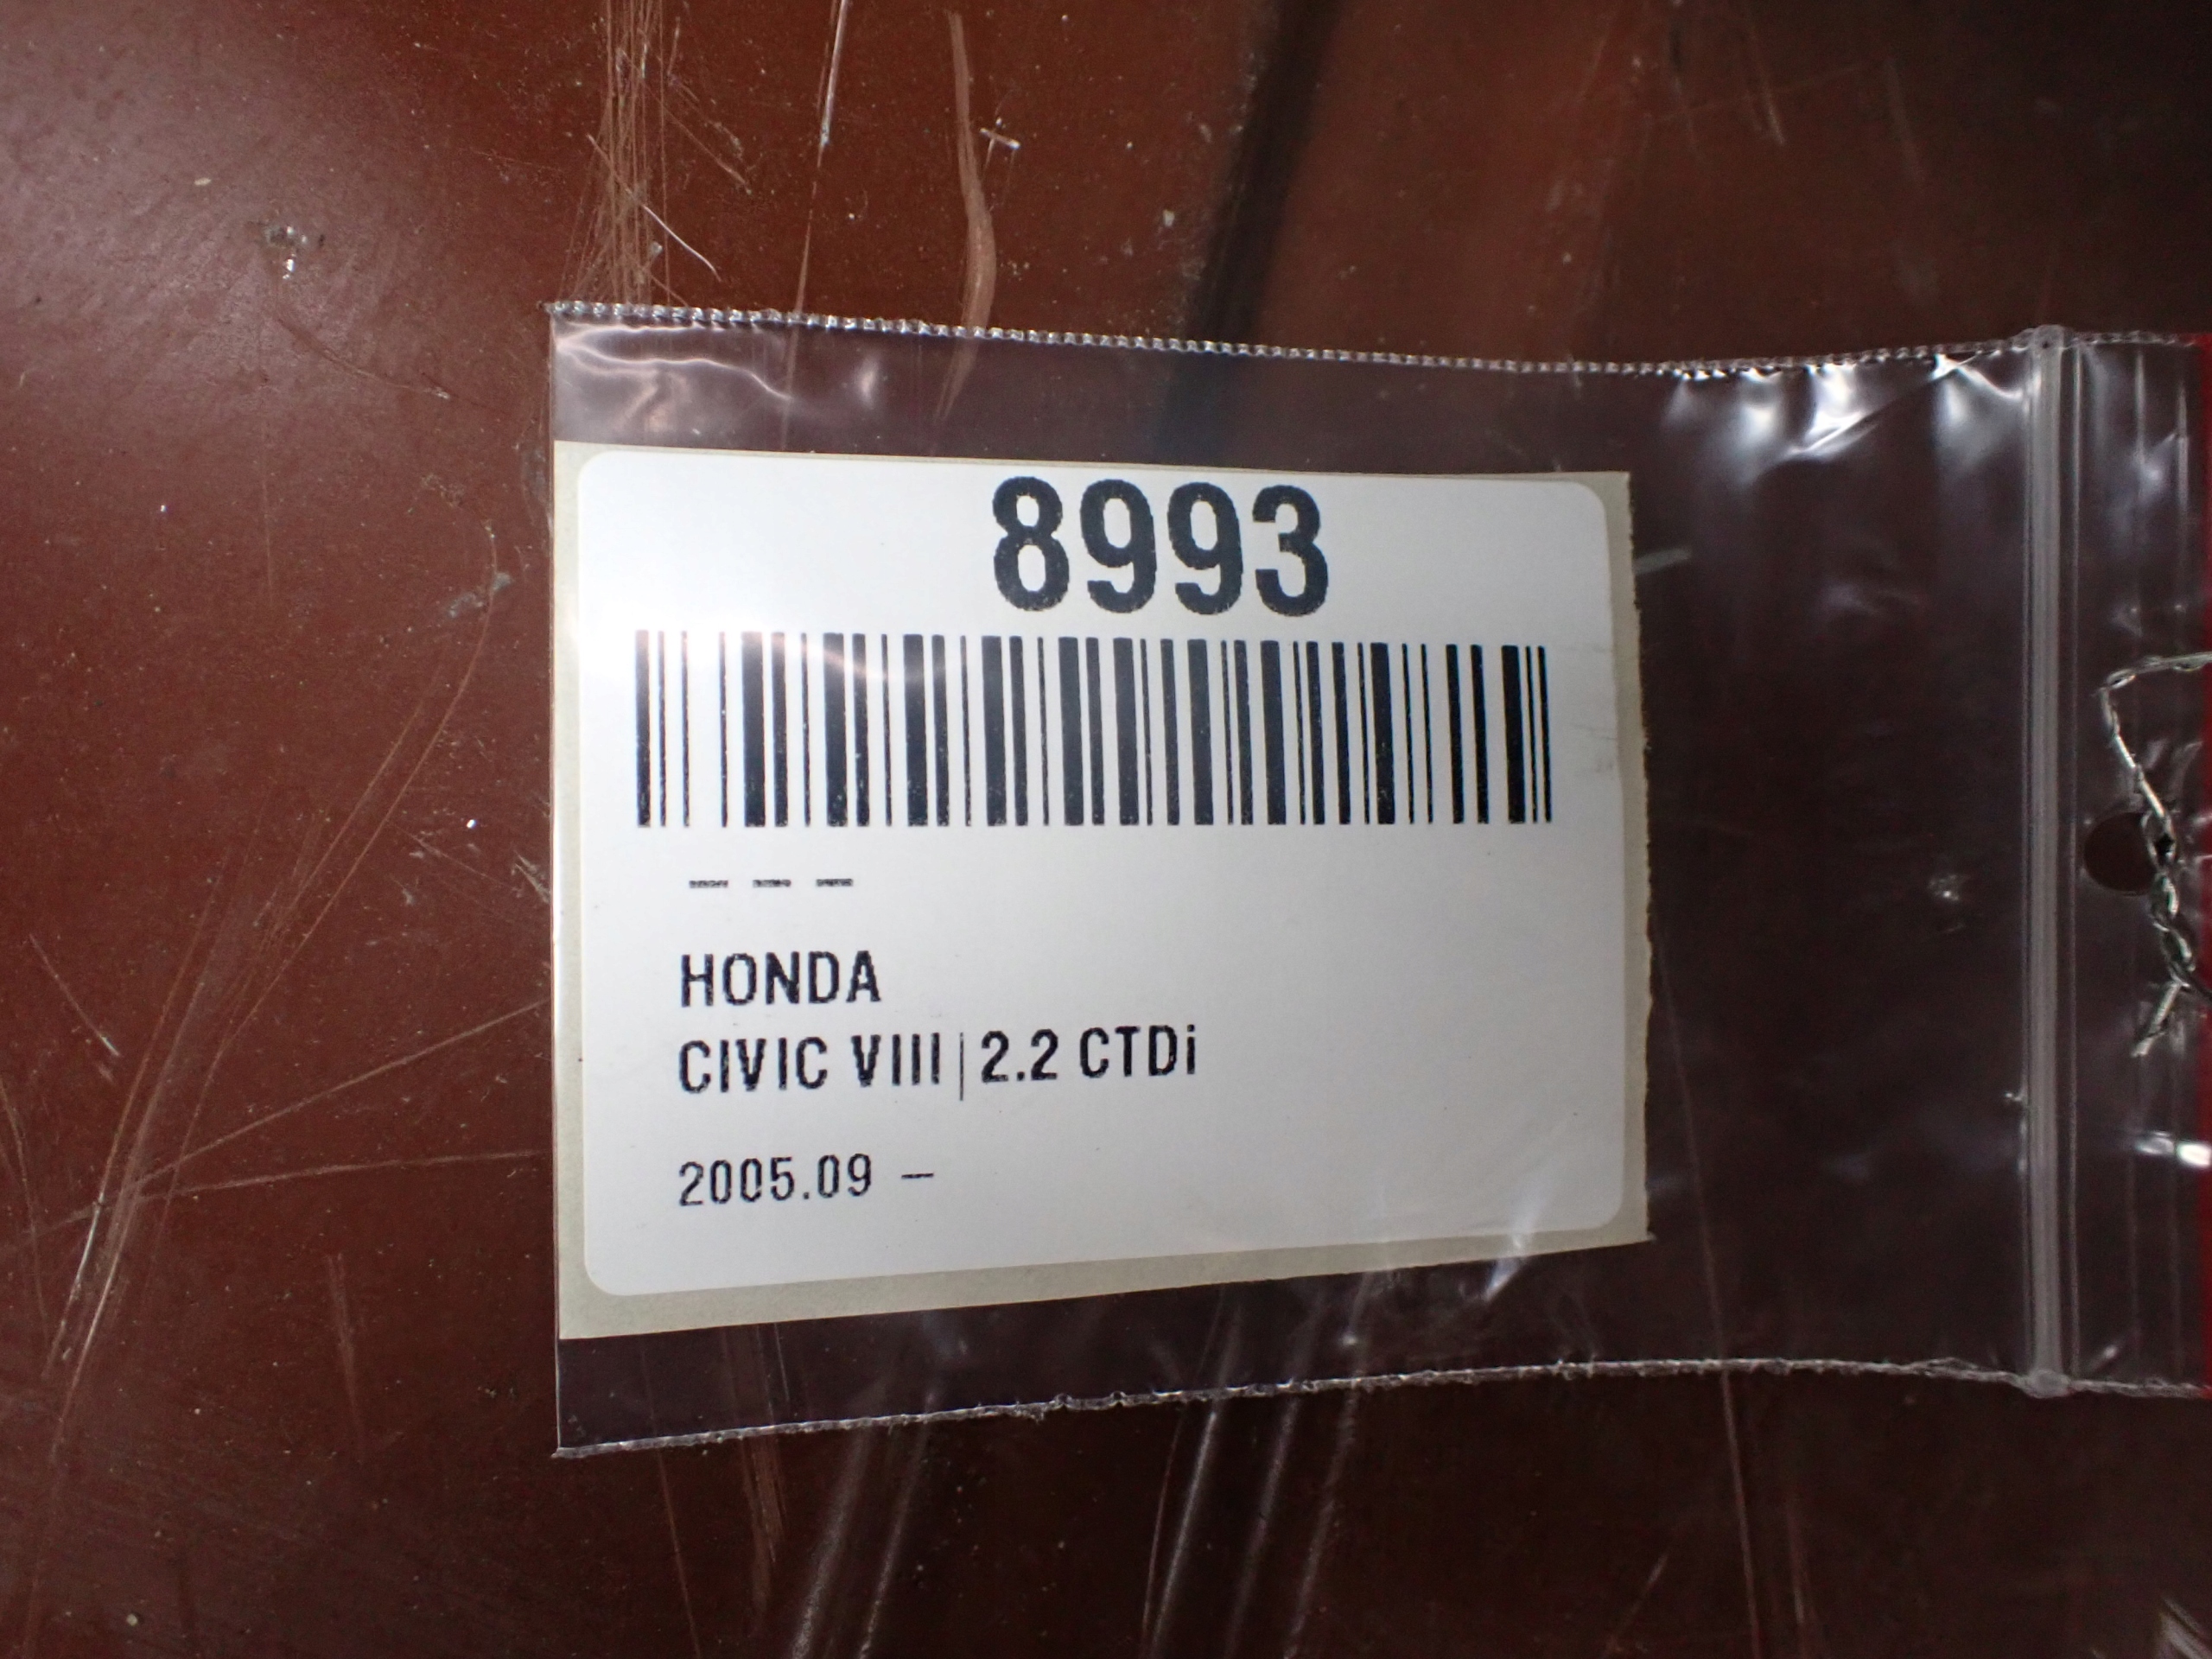 8993
– – –
HONDA
CIVIC VIII|2.2 CTDi
2005.09 –